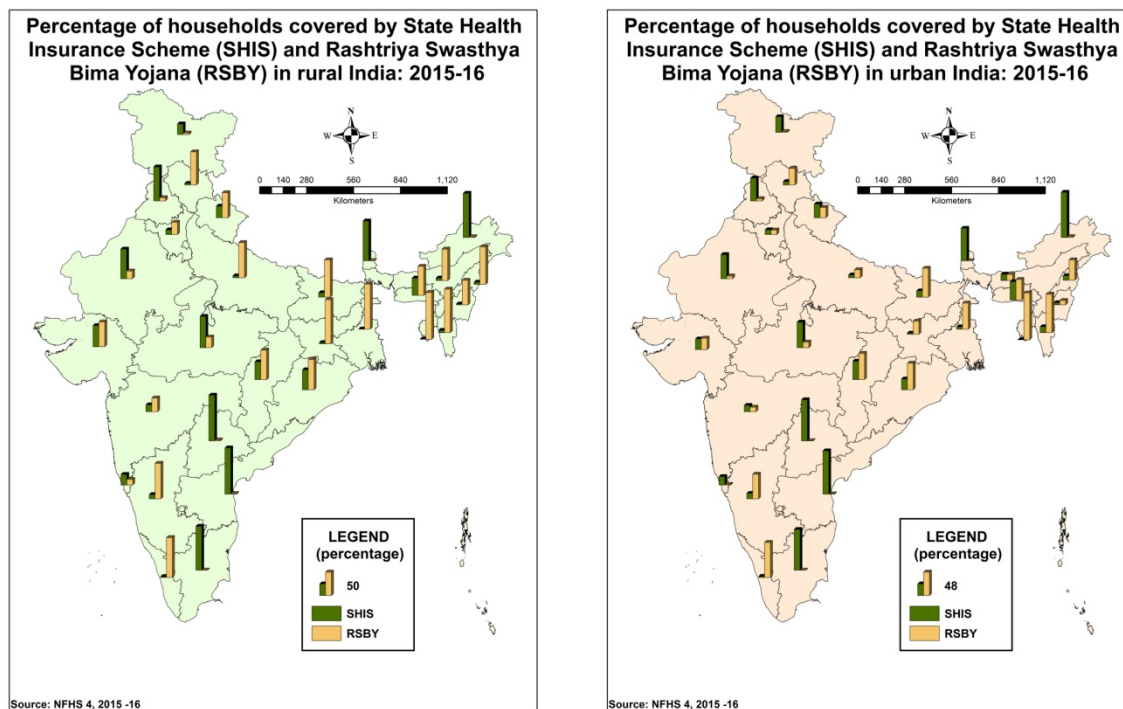 Percentage of households covered by State Health
Insurance Scheme (SHIS) and Rashtriya Swasthya
Bima Yojana (RSBY) in rural India: 2015-16
N
W E
S
0 140 280 560 840 1,120
Kilometers
LEGEND
(percentage)
50
SHIS
RSBY
Source: NFHS 4, 2015 -16
Percentage of households covered by State Health
Insurance Scheme (SHIS) and Rashtriya Swasthya
Bima Yojana (RSBY) in urban India: 2015-16
N
W E
S
0 140 280 560 840 1,120
Kilometers
LEGEND
(percentage)
48
SHIS
RSBY
Source: NFHS 4, 2015 -16